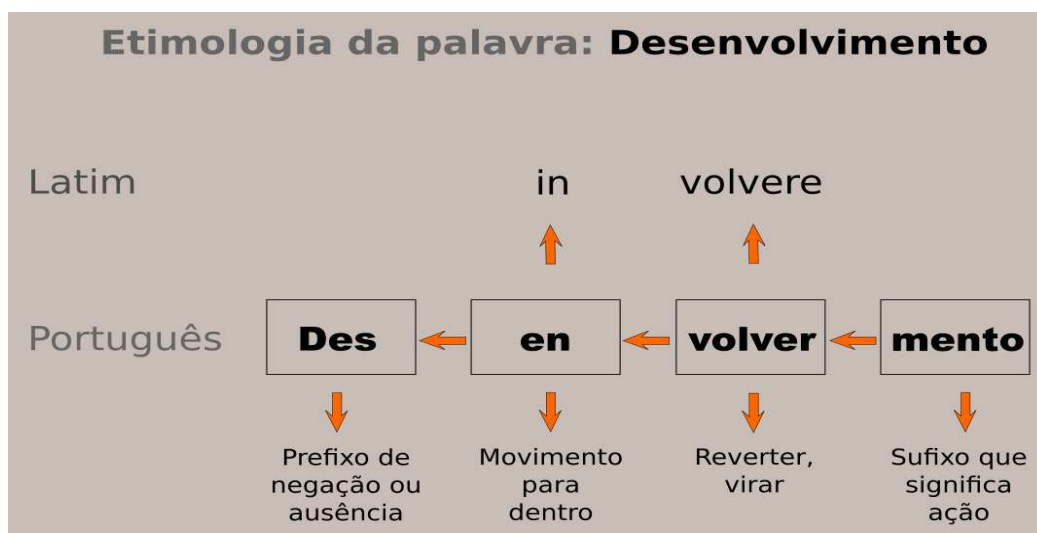 Etimologia da palavra: Desenvolvimento
Latim in volvere
Português Des en volver mento
Prefixo de negação ou ausência
Movimento para dentro
Reverter, virar
Sufixo que significa ação